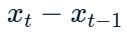 x_t − x_{t−1}